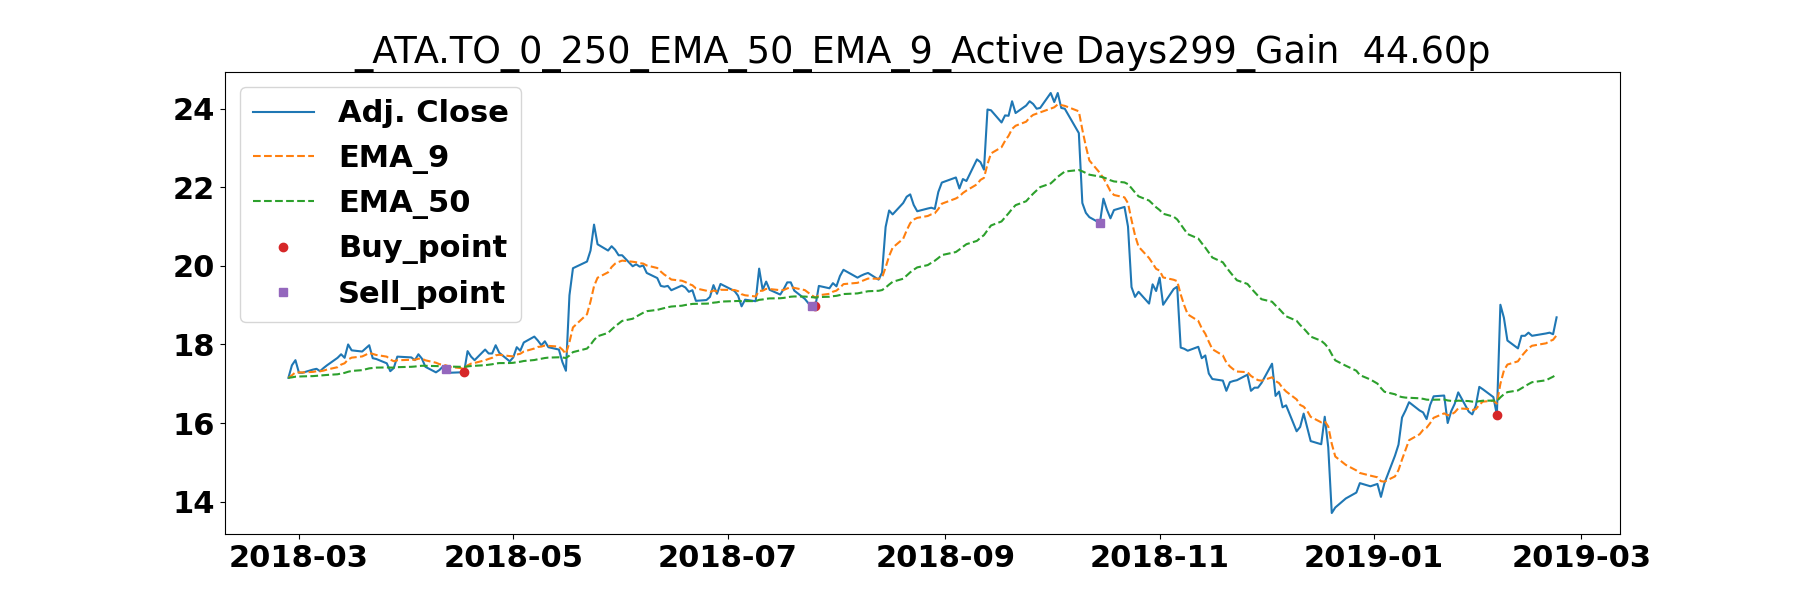 _ATA.TO_0_250_EMA_50_EMA_9_Active Days299_Gain  44.60p
Adj. Close
EMA_9
EMA_50
Buy_point
Sell_point
24
22
20
18
16
14
2018-03
2018-05
2018-07
2018-09
2018-11
2019-01
2019-03